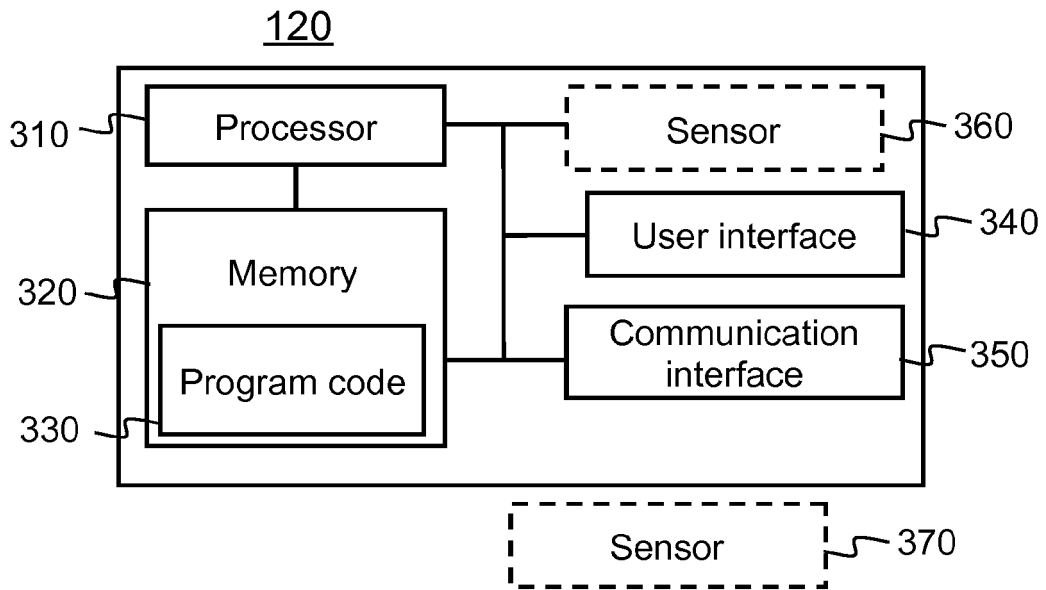 120
310
Processor
Sensor
360
User interface
340
320
Memory
Communication
interface
350
Program code
330
Sensor
370